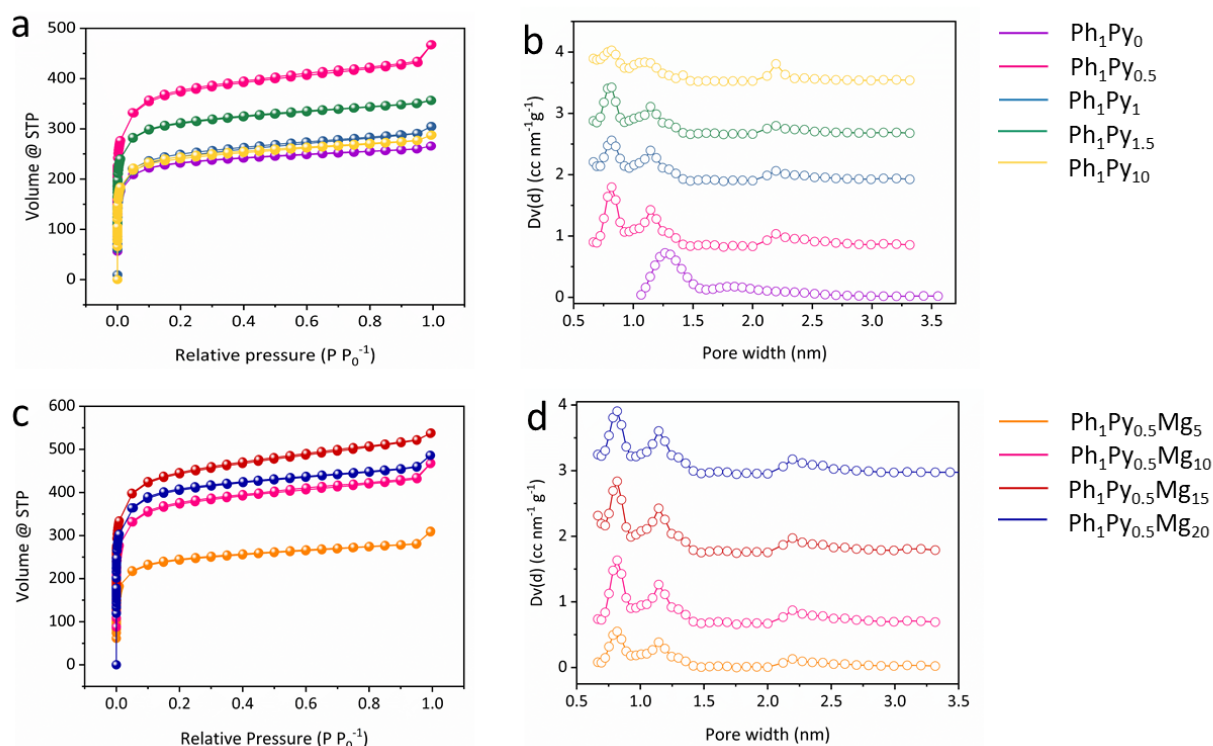 a
500
400
300
200
100
0
Volume @ STP
0.0 0.2 0.4 0.6 0.8 1.0
Relative pressure (P P₀⁻¹)
b
4
3
2
1
0
Dv(d) (cc nm⁻¹g⁻¹)
0.5 1.0 1.5 2.0 2.5 3.0 3.5
Pore width (nm)
Ph₁Py₀
Ph₁Py₀.₅
Ph₁Py₁
Ph₁Py₁.₅
Ph₁Py₁₀
c
600
500
400
300
200
100
0
Volume @ STP
0.0 0.2 0.4 0.6 0.8 1.0
Relative Pressure (P P₀⁻¹)
d
4
3
2
1
0
Dv(d) (cc nm⁻¹ g⁻¹)
0.5 1.0 1.5 2.0 2.5 3.0 3.5
Pore width (nm)
Ph₁Py₀.₅Mg₅
Ph₁Py₀.₅Mg₁₀
Ph₁Py₀.₅Mg₁₅
Ph₁Py₀.₅Mg₂₀